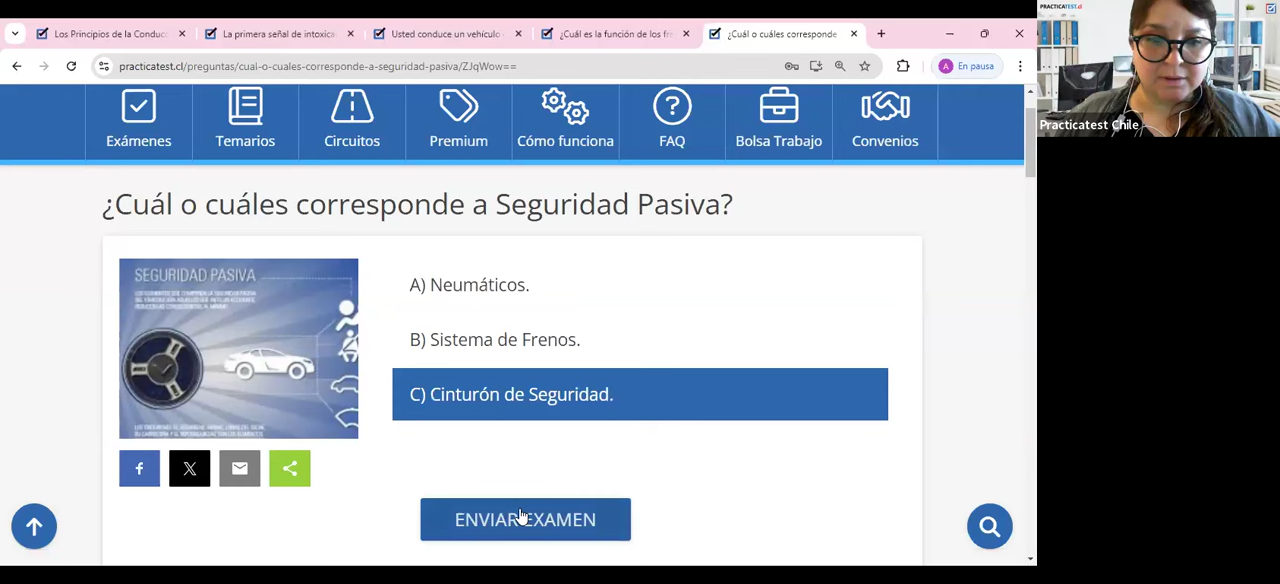 PRACTICATEST.cl
Los Principios de la Conduc
La primera señal de intoxica
Usted conduce un vehículo
¿Cuál es la función de los fr
¿Cuál o cuáles corresponde
practicatest.cl/preguntas/cual-o-cuales-corresponde-a-seguridad-pasiva/ZJqWow==
A
En pausa
Exámenes
Temarios
Circuitos
Premium
Cómo funciona
FAQ
Bolsa Trabajo
Convenios
Practicatest Chile
¿Cuál o cuáles corresponde a Seguridad Pasiva?
SEGURIDAD PASIVA
A) Neumáticos.
B) Sistema de Frenos.
C) Cinturón de Seguridad.
ENVIAR EXAMEN